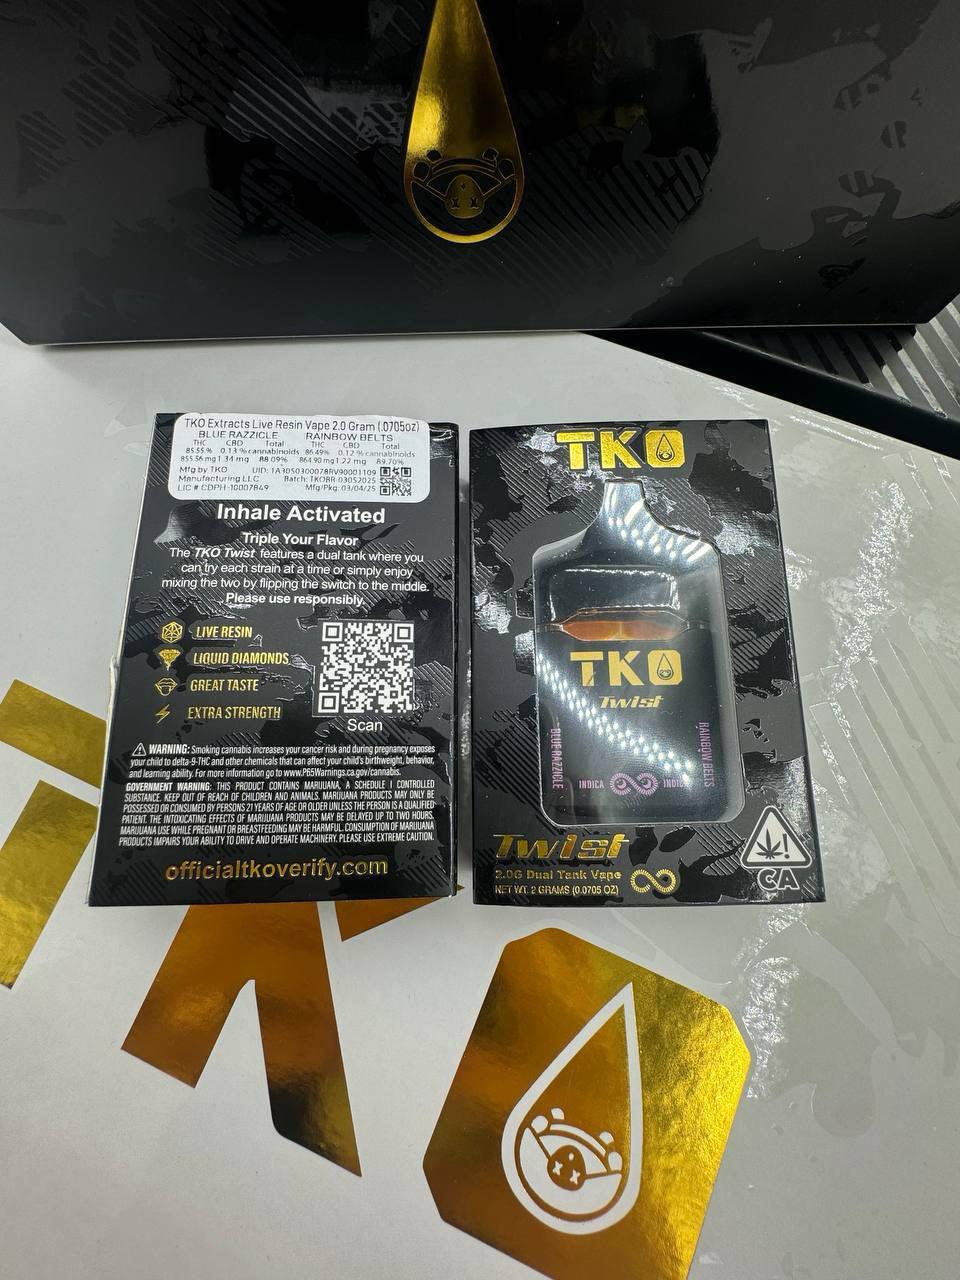 TKO Extracts Live Resin Vape 2.0 Gram (.0705oz)
BLUE RAZZICLE RAINBOW BELTS
THC CBD Total THC CBD Total
85.55.% 0.13 % cannabinoids 86.49% 0.12 % cannabinoids
855.56 mg 1.34 mg 88.09% 864.90 mg 1.22 mg 89.70%
Mfg by TKO UID: 1A3050300078RV90001109
Manufacturing LLC Batch: TKOBR-03052025
LIC # CDPH-10007849 Mfg/Pkg: 03/04/25
Inhale Activated
Triple Your Flavor
The TKO Twist features a dual tank where you
can try each strain at a time or simply enjoy
mixing the two by flipping the switch to the middle.
Please use responsibly.
LIVE RESIN
LIQUID DIAMONDS
GREAT TASTE
EXTRA STRENGTH
Scan
WARNING: Smoking cannabis increases your cancer risk and during pregnancy exposes
your child to delta-9-THC and other chemicals that can affect your child's birthweight, behavior,
and learning ability. For more information go to www.P65Warnings.ca.gov/cannabis.
GOVERNMENT WARNING: THIS PRODUCT CONTAINS MARIJUANA, A SCHEDULE I CONTROLLED
SUBSTANCE. KEEP OUT OF REACH OF CHILDREN AND ANIMALS. MARIJUANA PRODUCTS MAY ONLY BE
POSSESSED OR CONSUMED BY PERSONS 21 YEARS OF AGE OR OLDER UNLESS THE PERSON IS A QUALIFIED
PATIENT. THE INTOXICATING EFFECTS OF MARIJUANA PRODUCTS MAY BE DELAYED UP TO TWO HOURS.
MARIJUANA USE WHILE PREGNANT OR BREASTFEEDING MAY BE HARMFUL. CONSUMPTION OF MARIJUANA
PRODUCTS IMPAIRS YOUR ABILITY TO DRIVE AND OPERATE MACHINERY. PLEASE USE EXTREME CAUTION.
officialtkoverify.com
TKO
TKO
Twist
BLUE RAZZICLE
RAINBOW BELTS
INDICA INDICA
Twist
2.0G Dual Tank Vape
NET WT. 2 GRAMS (0.0705 OZ)
CA